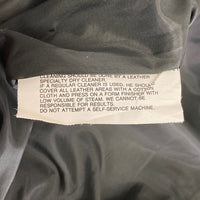 CLEANING SHOULD BE DONE BY A LEATHER
SPECIALTY DRY CLEANER.
IF A REGULAR CLEANER IS USED, HE SHOULD
COVER ALL LEATHER AREAS WITH A COTTON
CLOTH AND PRESS ON A FORM FINISHER WITH
LOW VOLUME OF STEAM. WE CANNOT BE
RESPONSIBLE FOR RESULTS.
DO NOT ATTEMPT A SELF-SERVICE MACHINE.